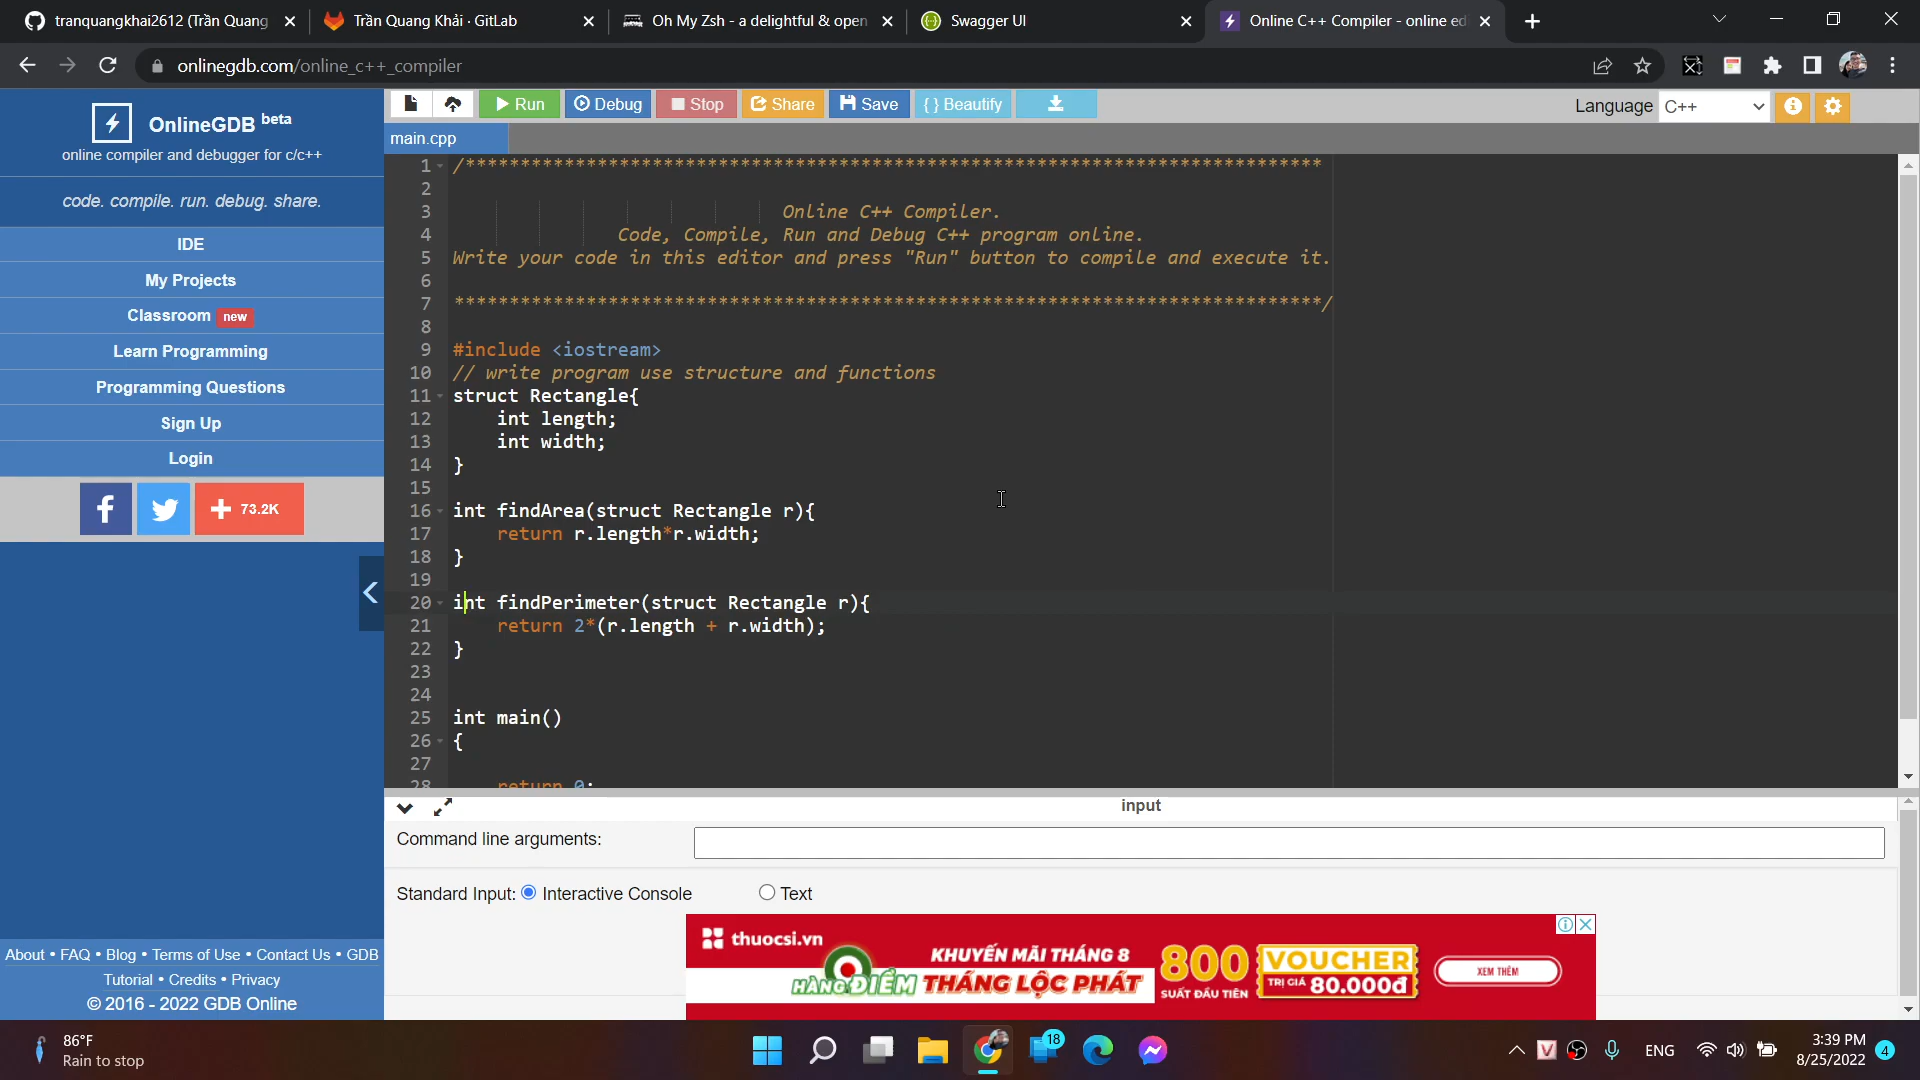 tranquangkhai2612 (Trần Quang
Trần Quang Khải · GitLab
Oh My Zsh - a delightful & open
Swagger UI
Online C++ Compiler - online ed
onlinegdb.com/online_c++_compiler
OnlineGDB beta
online compiler and debugger for c/c++
code. compile. run. debug. share.
IDE
My Projects
Classroom new
Learn Programming
Programming Questions
Sign Up
Login
f
+ 73.2K
About • FAQ • Blog • Terms of Use • Contact Us • GDB
Tutorial • Credits • Privacy
© 2016 - 2022 GDB Online
Run Debug Stop Share Save {} Beautify
Language C++
main.cpp
1 /******************************************************************************
2
3 Online C++ Compiler.
4 Code, Compile, Run and Debug C++ program online.
5 Write your code in this editor and press "Run" button to compile and execute it.
6
7 *******************************************************************************/
8
9 #include <iostream>
10 // write program use structure and functions
11 struct Rectangle{
12 int length;
13 int width;
14 }
15
16 int findArea(struct Rectangle r){
17 return r.length*r.width;
18 }
19
20 int findPerimeter(struct Rectangle r){
21 return 2*(r.length + r.width);
22 }
23
24
25 int main()
26 {
27
28 return 0;
input
Command line arguments:
Standard Input: Interactive Console Text
thuocsi.vn
HÀNG ĐIỂM
KHUYẾN MÃI THÁNG 8
THÁNG LỘC PHÁT
800
SUẤT ĐẦU TIÊN
VOUCHER
TRỊ GIÁ 80.000đ
XEM THÊM
86°F
Rain to stop
18
V
ENG
3:39 PM
8/25/2022
4